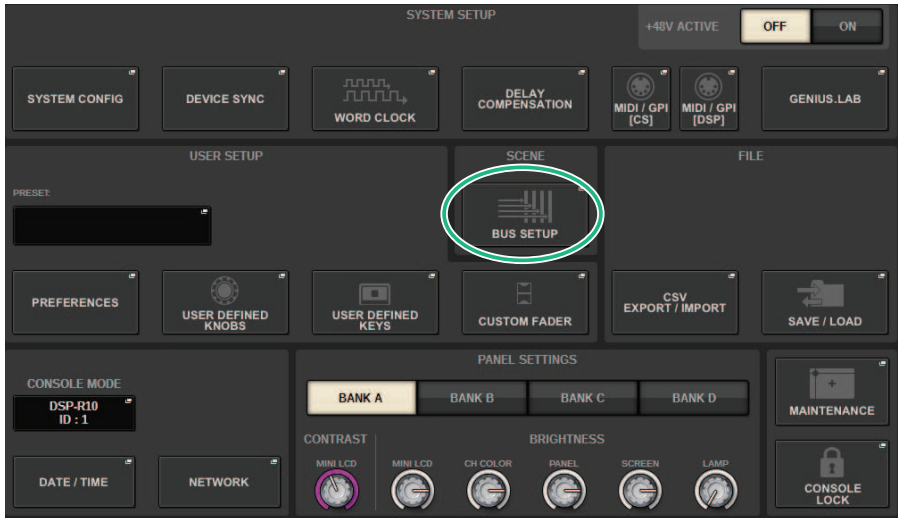 SYSTEM SETUP
+48V ACTIVE
OFF
ON
SYSTEM CONFIG
DEVICE SYNC
WORD CLOCK
DELAY
COMPENSATION
MIDI / GPI
[CS]
MIDI / GPI
[DSP]
GENIUS.LAB
USER SETUP
SCENE
FILE
PRESET:
BUS SETUP
PREFERENCES
USER DEFINED
KNOBS
USER DEFINED
KEYS
CUSTOM FADER
CSV
EXPORT / IMPORT
SAVE / LOAD
CONSOLE MODE
DSP-R10
ID : 1
DATE / TIME
NETWORK
PANEL SETTINGS
BANK A
BANK B
BANK C
BANK D
CONTRAST
BRIGHTNESS
MINI LCD
MINI LCD
CH COLOR
PANEL
SCREEN
LAMP
MAINTENANCE
CONSOLE
LOCK